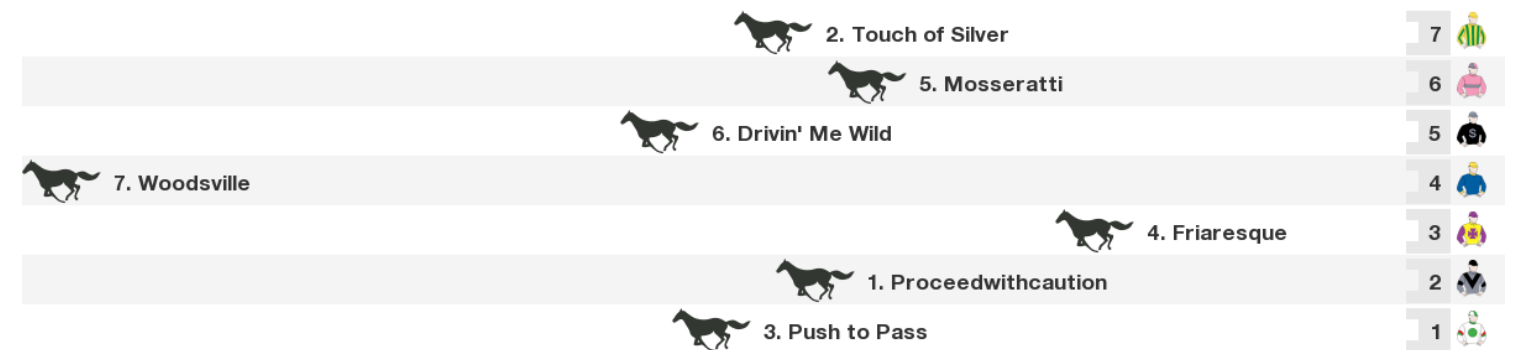 2. Touch of Silver 7
5. Mosseratti 6
6. Drivin' Me Wild 5
S
7. Woodsville 4
4. Friaresque 3
1. Proceedwithcaution 2
3. Push to Pass 1